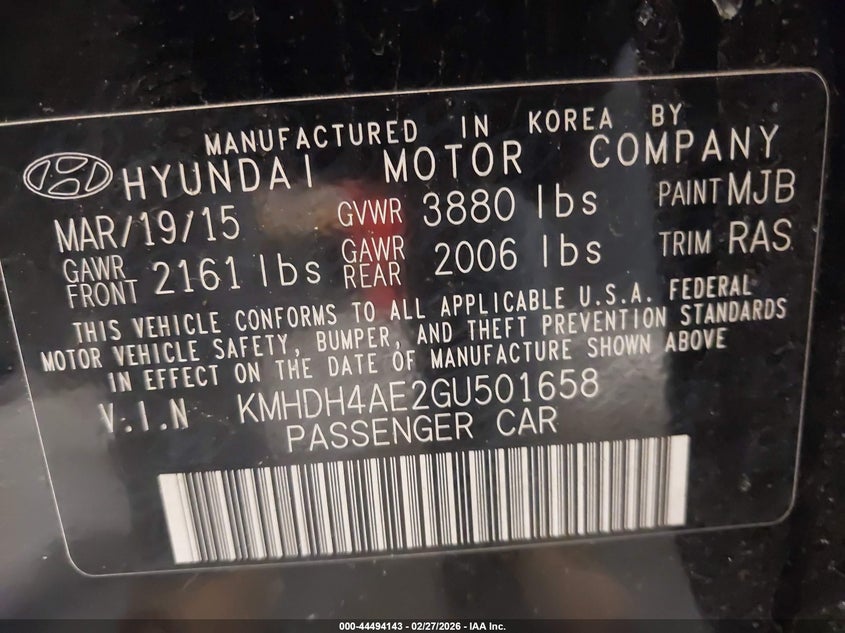 MANUFACTURED IN KOREA BY
HYUNDAI MOTOR COMPANY
MAR/19/15 GVWR 3880 lbs PAINT MJB
GAWR FRONT 2161 lbs GAWR REAR 2006 lbs TRIM RAS
THIS VEHICLE CONFORMS TO ALL APPLICABLE U.S.A. FEDERAL
MOTOR VEHICLE SAFETY, BUMPER, AND THEFT PREVENTION STANDARDS
IN EFFECT ON THE DATE OF MANUFACTURE SHOWN ABOVE
V.I.N KMHDH4AE2GU501658
PASSENGER CAR
000-44494143 | 02/27/2026 - IAA Inc.